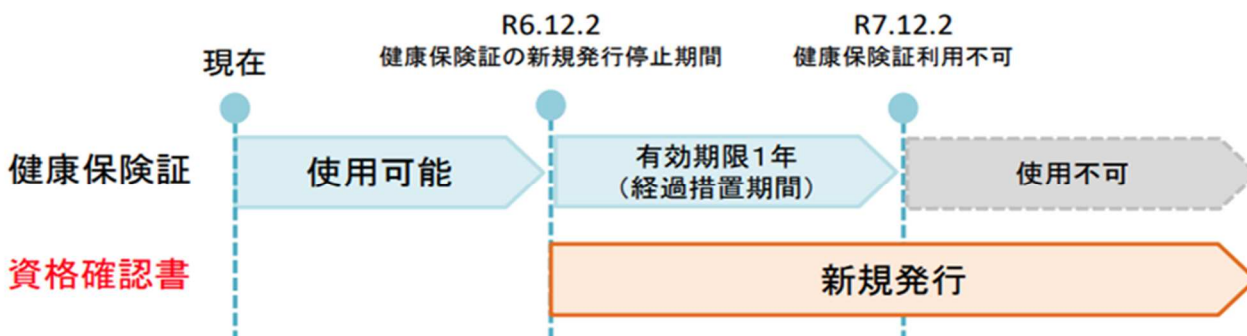 現在
R6.12.2
健康保険証の新規発行停止期間
R7.12.2
健康保険証利用不可
健康保険証
使用可能
有効期限1年
（経過措置期間）
使用不可
資格確認書
新規発行